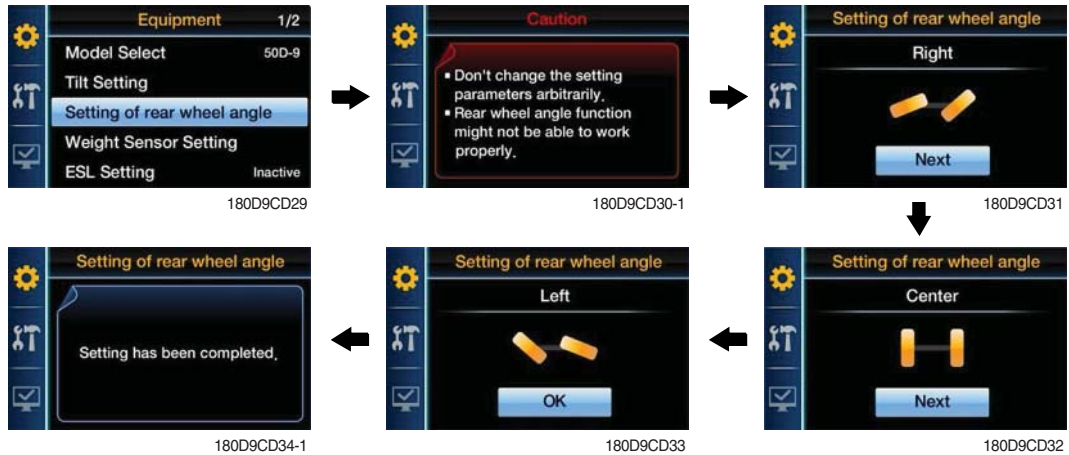 Equipment 1/2
Model Select 50D-9
Tilt Setting
Setting of rear wheel angle
Weight Sensor Setting
ESL Setting Inactive
180D9CD29
Caution
▪ Don't change the setting
parameters arbitrarily.
▪ Rear wheel angle function
might not be able to work
properly.
180D9CD30-1
Setting of rear wheel angle
Right
Next
180D9CD31
Setting of rear wheel angle
Center
Next
180D9CD32
Setting of rear wheel angle
Left
OK
180D9CD33
Setting of rear wheel angle
Setting has been completed.
180D9CD34-1